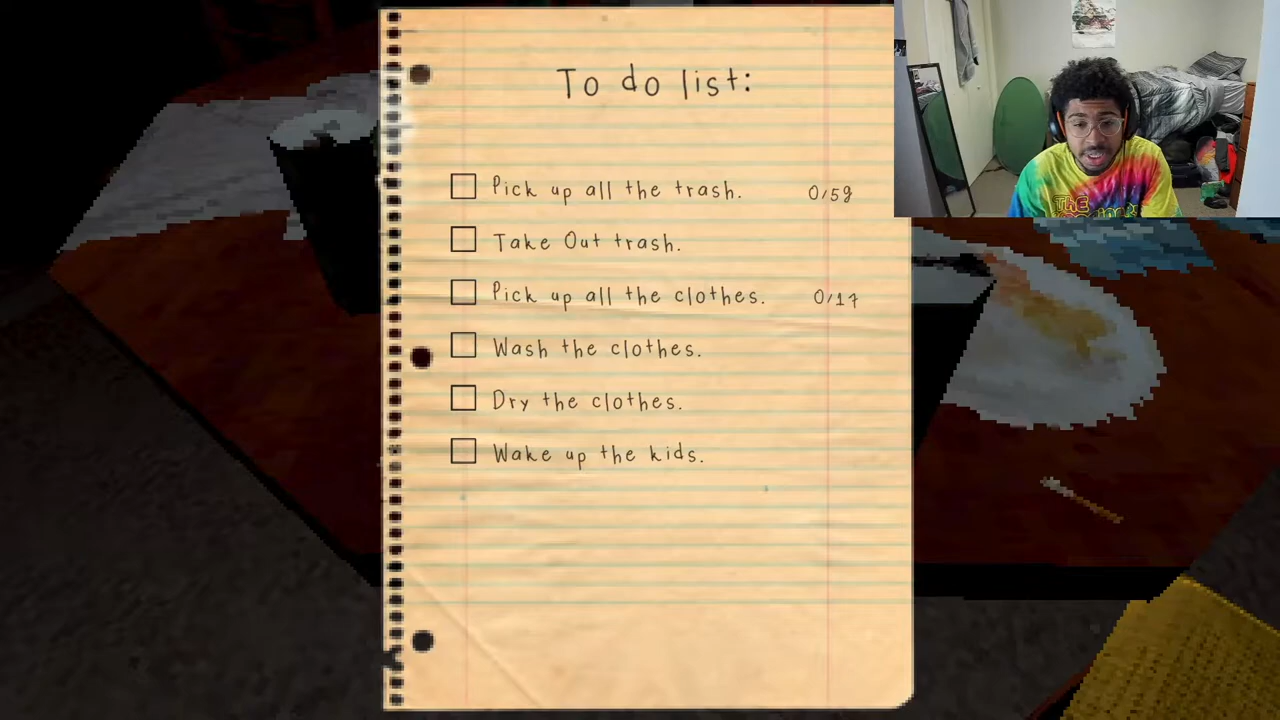 To do list:
Pick up all the trash. 0/59
Take Out trash.
Pick up all the clothes. 0/17
Wash the clothes.
Dry the clothes.
Wake up the kids.
THE